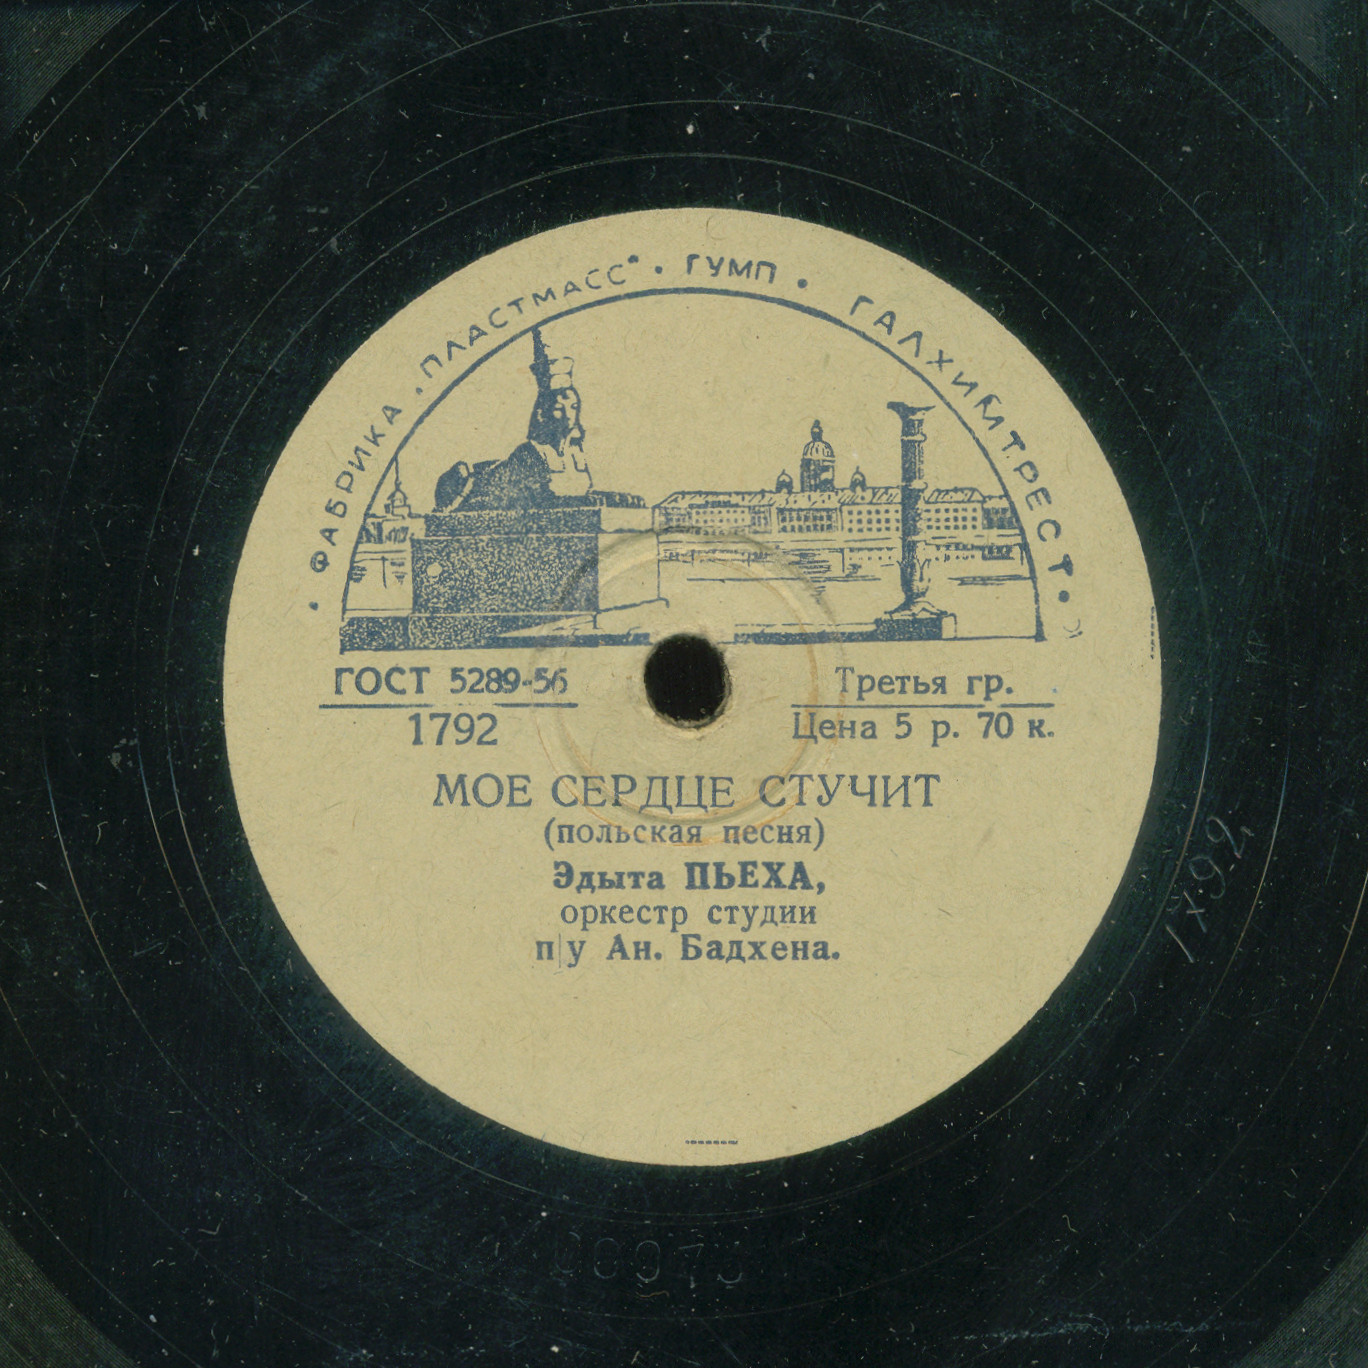 • ФАБРИКА „ПЛАСТМАСС“ • ГУМП • ГАЛХИМТРЕСТ •
ГОСТ 5289-56
1792
Третья гр.
Цена 5 р. 70 к.
МОЕ СЕРДЦЕ СТУЧИТ
(польская песня)
Эдыта ПЬЕХА,
оркестр студии
п|у Ан. Бадхена.